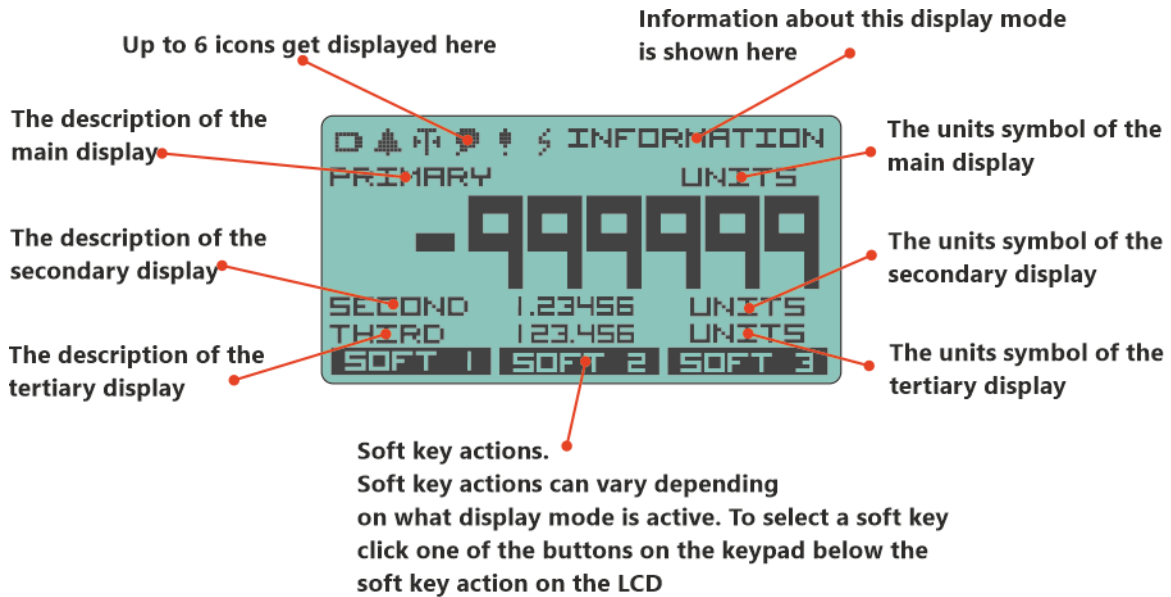 Information about this display mode
is shown here
Up to 6 icons get displayed here
The description of the
main display
INFORMATION
The units symbol of the
main display
PRIMARY UNITS
-999999
The description of the
secondary display
The units symbol of the
secondary display
SECOND 1.23456 UNITS
THIRD 123.456 UNITS
The description of the
tertiary display
The units symbol of the
tertiary display
SOFT 1 SOFT 2 SOFT 3
Soft key actions.
Soft key actions can vary depending
on what display mode is active. To select a soft key
click one of the buttons on the keypad below the
soft key action on the LCD